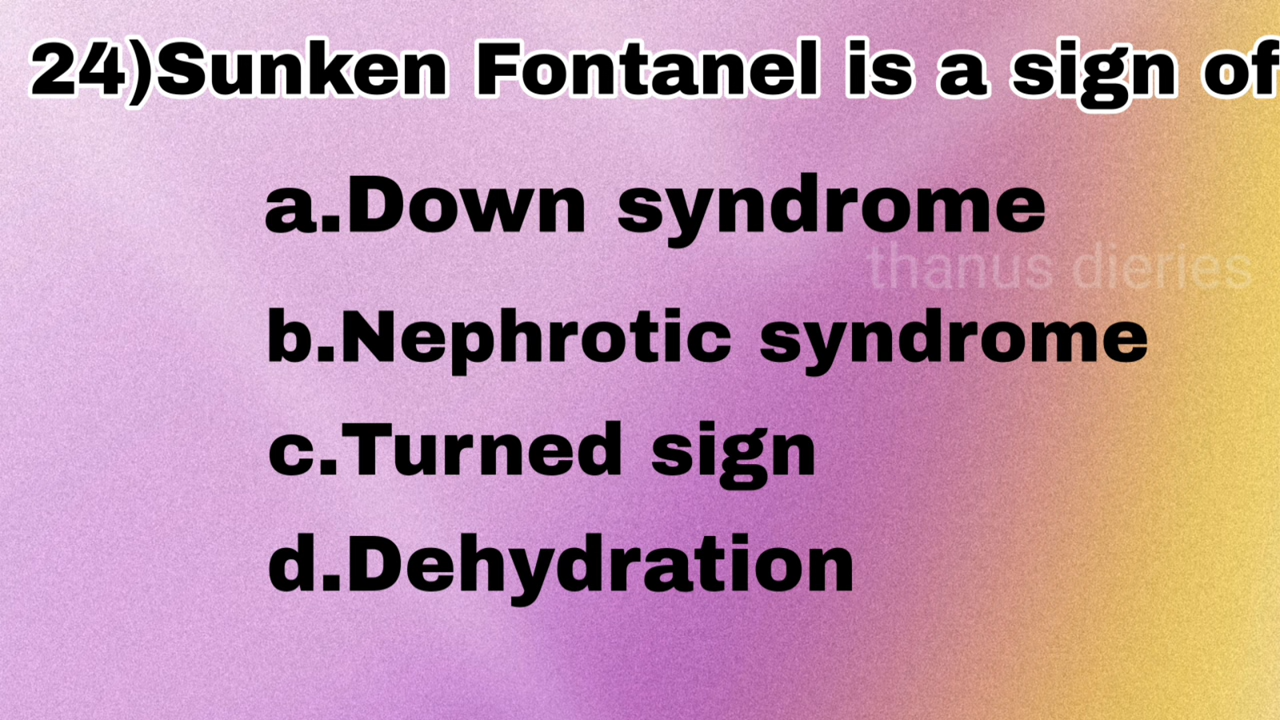 24)Sunken Fontanel is a sign of
a.Down syndrome
thanus dieries
b.Nephrotic syndrome
c.Turned sign
d.Dehydration